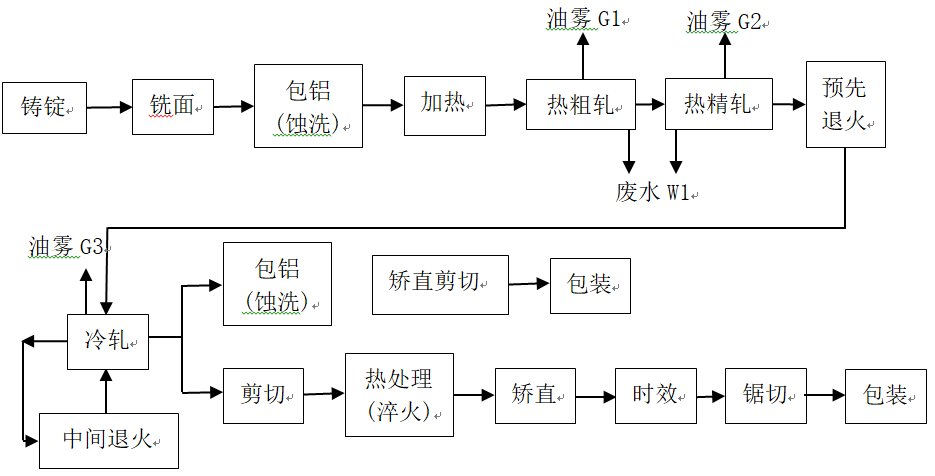 油雾 G1
油雾 G2
铸锭
铣面
包铝
(蚀洗)
加热
热粗轧
热精轧
预先
退火
废水 W1
油雾 G3
包铝
(蚀洗)
矫直剪切
包装
冷轧
剪切
热处理
(淬火)
矫直
时效
锯切
包装
中间退火